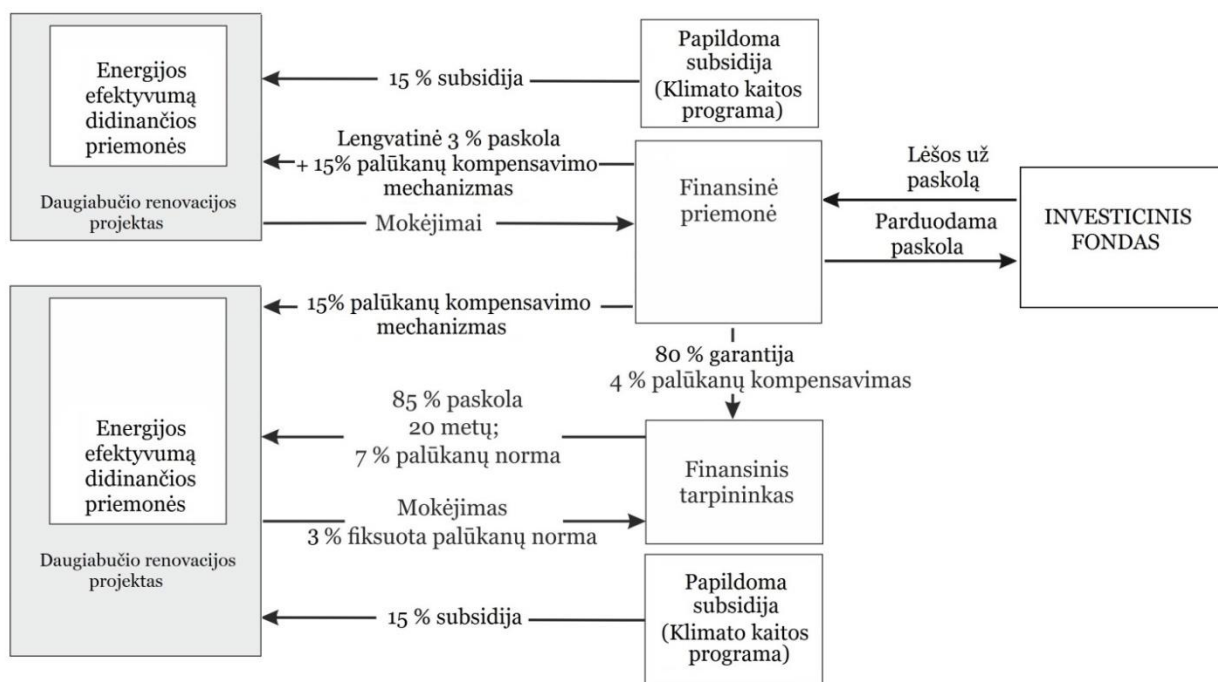 Energijos
efektyvumą
didinančios
priemonės
Daugiabučio renovacijos
projektas
15 % subsidija
Papildoma
subsidija
(Klimato kaitos
programa)
Lengvatinė 3 % paskola
+ 15% palūkanų kompensavimo
mechanizmas
Mokėjimai
Finansinė
priemonė
Lėšos už
paskolą
Parduodama
paskola
INVESTICINIS
FONDAS
15% palūkanų kompensavimo
mechanizmas
80 % garantija
4 % palūkanų kompensavimas
Energijos
efektyvumą
didinančios
priemonės
Daugiabučio renovacijos
projektas
85 % paskola
20 metų;
7 % palūkanų norma
Mokėjimas
3 % fiksuota palūkanų norma
Finansinis
tarpininkas
15 % subsidija
Papildoma
subsidija
(Klimato kaitos
programa)